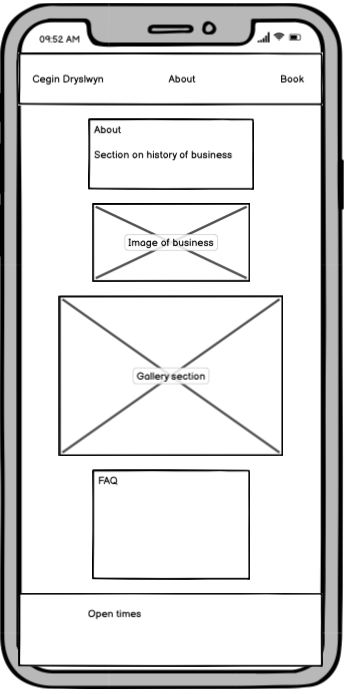 09:52 AM
Cegin Dryslwyn About Book
About
Section on history of business
Image of business
Gallery section
FAQ
Open times